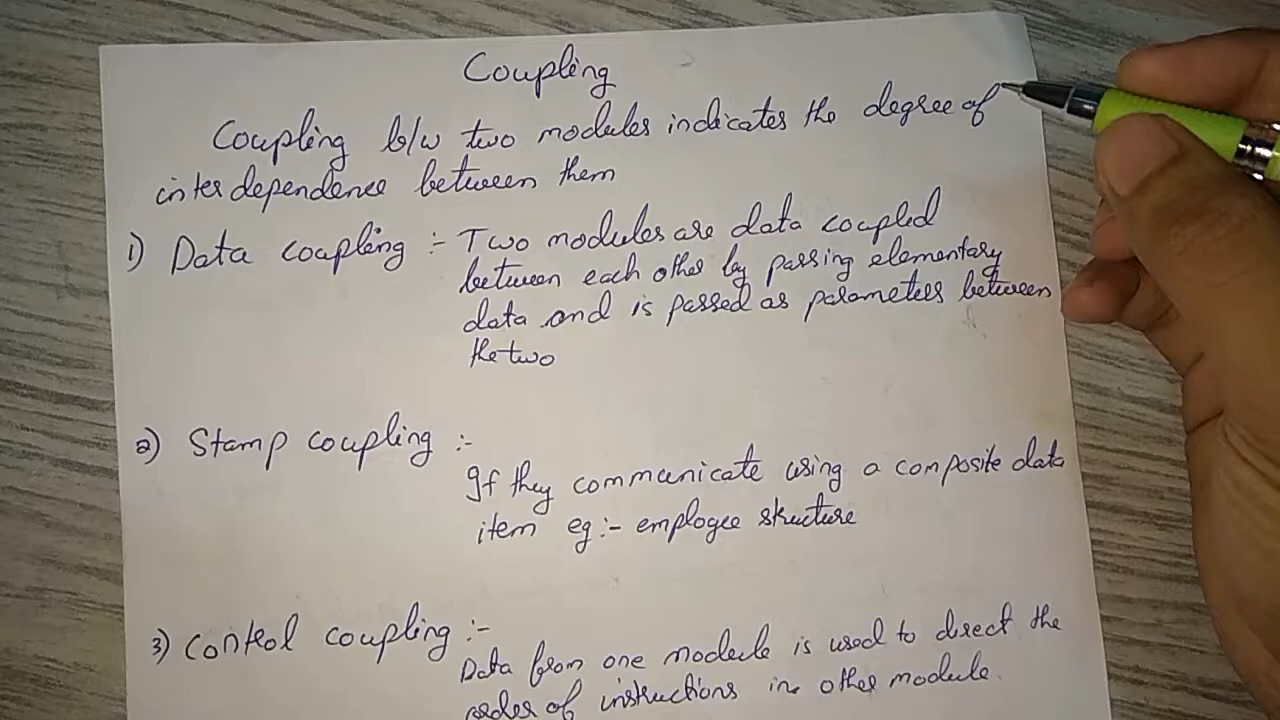 Coupling
Coupling b/w two modules indicates the degree of
interdependence between them
1) Data coupling :- Two modules are data coupled
between each other by passing elementary
data and is passed as parameters between
the two
2) Stamp coupling :-
If they communicate using a composite data
item eg:- employee structure
3) Control coupling :-
Data from one module is used to direct the
order of instructions in other module.